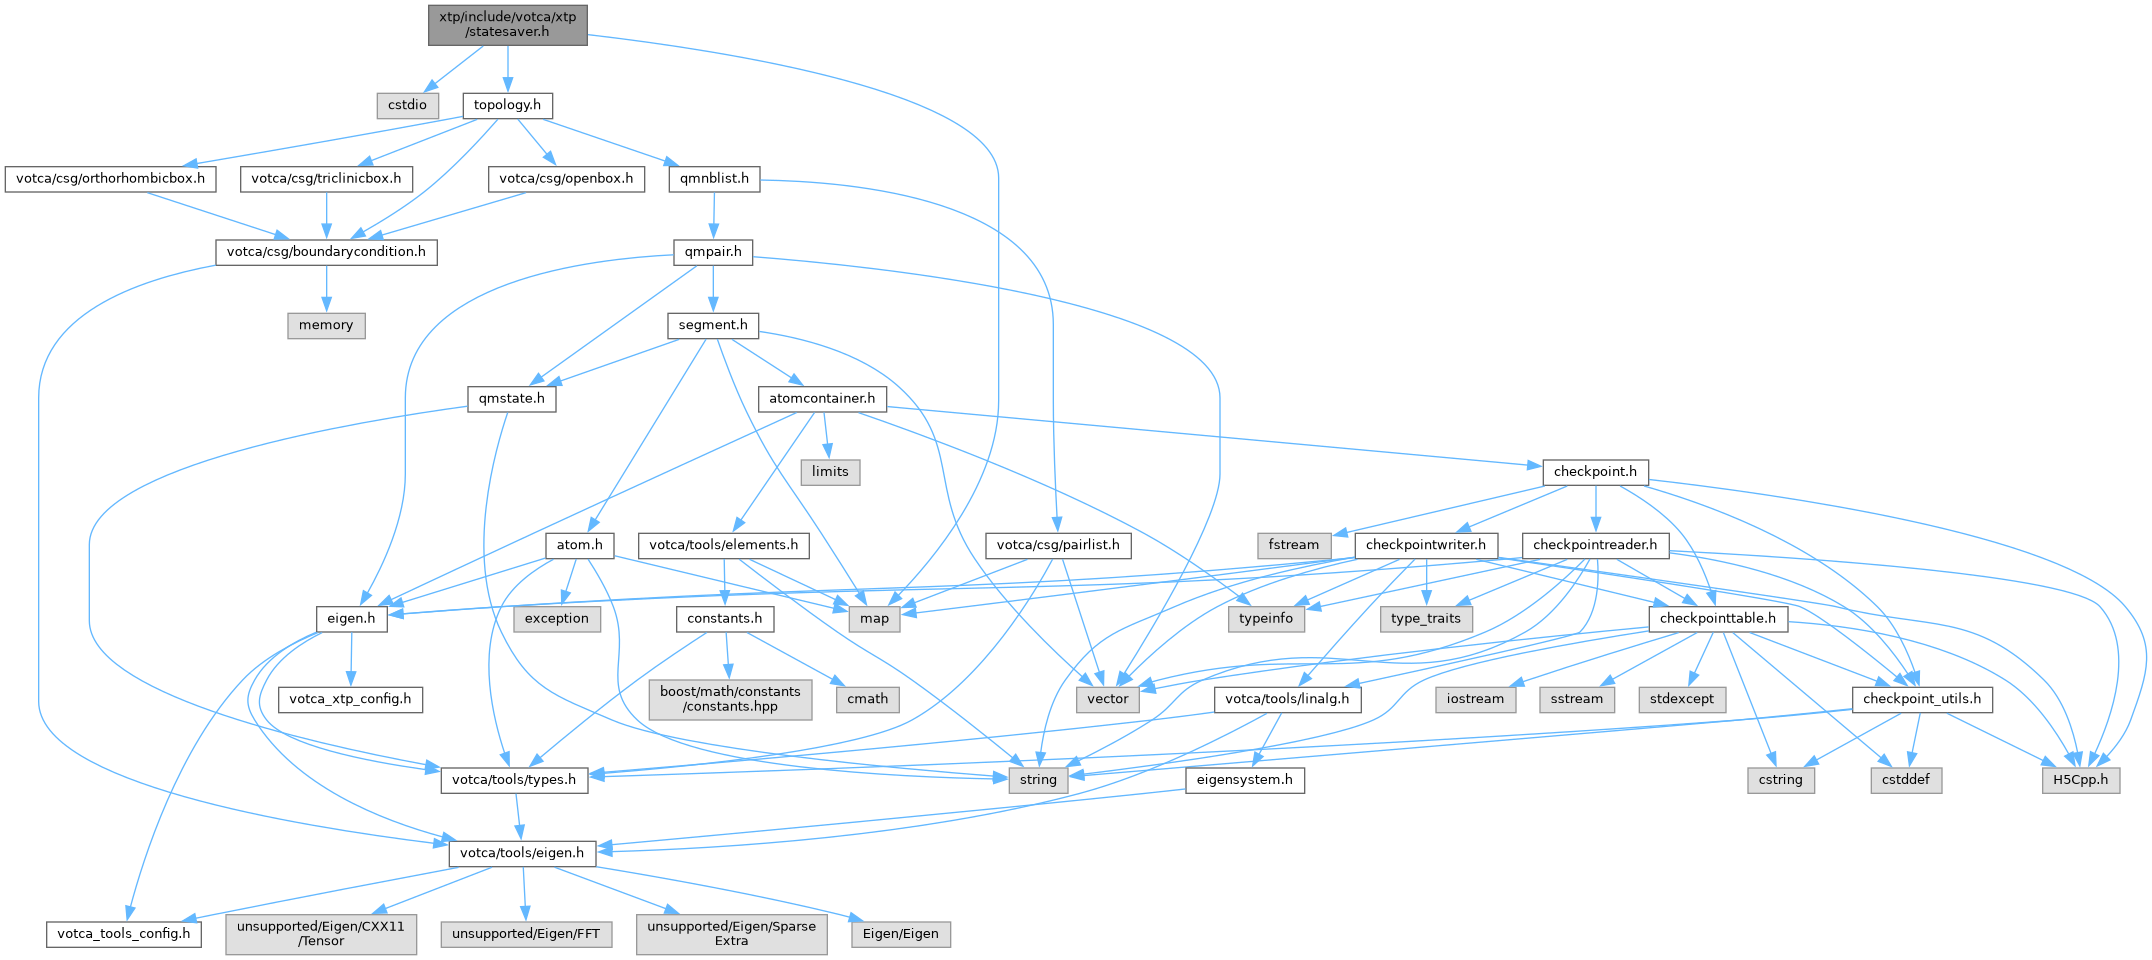 xtp/include/votca/xtp
/statesaver.h
cstdio
topology.h
votca/csg/orthorhombicbox.h
votca/csg/triclinicbox.h
votca/csg/openbox.h
qmnblist.h
votca/csg/boundarycondition.h
qmpair.h
memory
segment.h
qmstate.h
atomcontainer.h
limits
checkpoint.h
atom.h
votca/tools/elements.h
votca/csg/pairlist.h
fstream
checkpointwriter.h
checkpointreader.h
eigen.h
exception
constants.h
map
typeinfo
type_traits
checkpointtable.h
votca_xtp_config.h
boost/math/constants
/constants.hpp
cmath
vector
votca/tools/linalg.h
iostream
sstream
stdexcept
checkpoint_utils.h
votca/tools/types.h
string
eigensystem.h
cstring
cstddef
H5Cpp.h
votca/tools/eigen.h
votca_tools_config.h
unsupported/Eigen/CXX11
/Tensor
unsupported/Eigen/FFT
unsupported/Eigen/Sparse
Extra
Eigen/Eigen